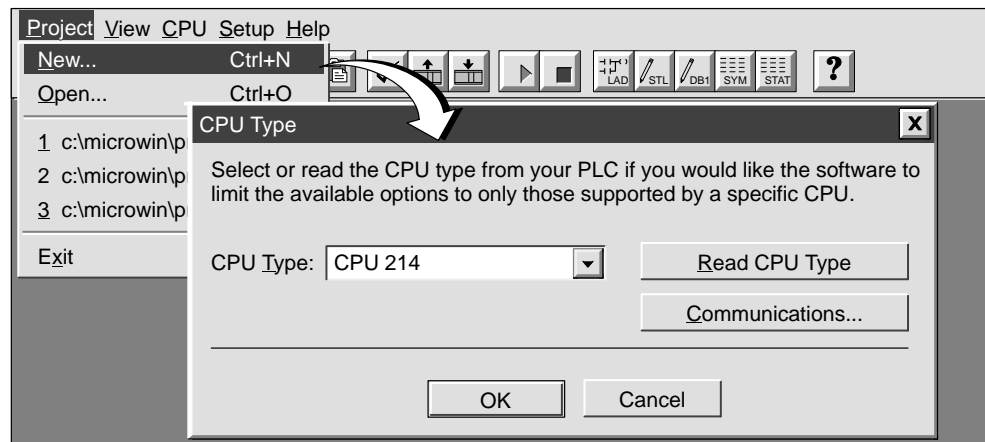 Project View CPU Setup Help
New... Ctrl+N
Open... Ctrl+O
1 c:\microwin\p
2 c:\microwin\p
3 c:\microwin\p
Exit
LAD STL DB1 SYM STAT ?
CPU Type X
Select or read the CPU type from your PLC if you would like the software to
limit the available options to only those supported by a specific CPU.
CPU Type: CPU 214 Read CPU Type
Communications...
OK Cancel